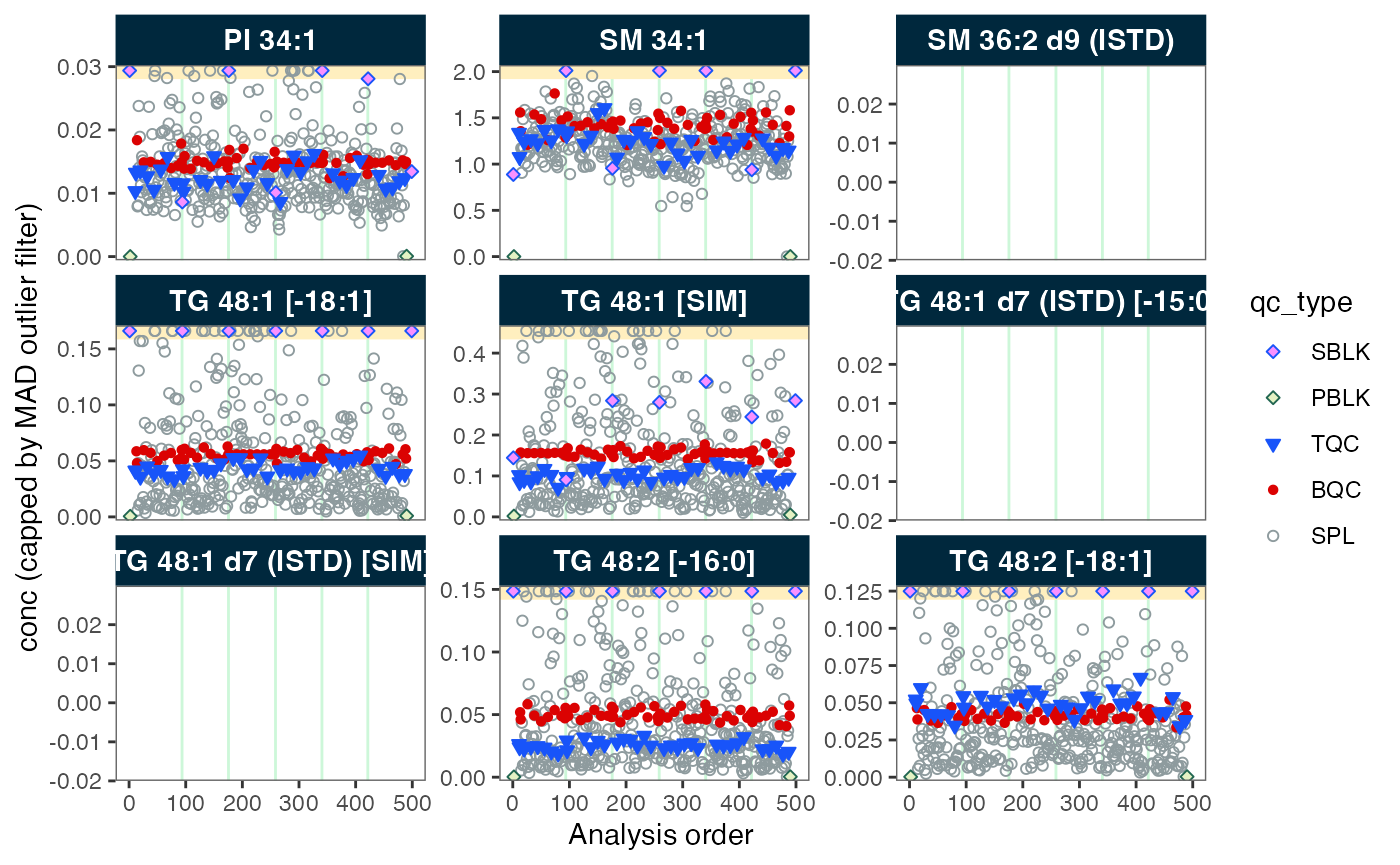 PI 34:1
SM 34:1
SM 36:2 d9 (ISTD)
0.03
0.02
0.01
0.00
2.0
1.5
1.0
0.5
0.0
0.02
0.01
0.00
-0.01
-0.02
TG 48:1 [-18:1]
TG 48:1 [SIM]
TG 48:1 d7 (ISTD) [-15:0
0.15
0.10
0.05
0.00
0.4
0.3
0.2
0.1
0.0
0.02
0.01
0.00
-0.01
-0.02
TG 48:1 d7 (ISTD) [SIM]
TG 48:2 [-16:0]
TG 48:2 [-18:1]
0.02
0.01
0.00
-0.01
-0.02
0.15
0.10
0.05
0.00
0.125
0.100
0.075
0.050
0.025
0.000
0 100 200 300 400 500
0 100 200 300 400 500
0 100 200 300 400 500
Analysis order
conc (capped by MAD outlier filter)
qc_type
SBLK
PBLK
TQC
BQC
SPL